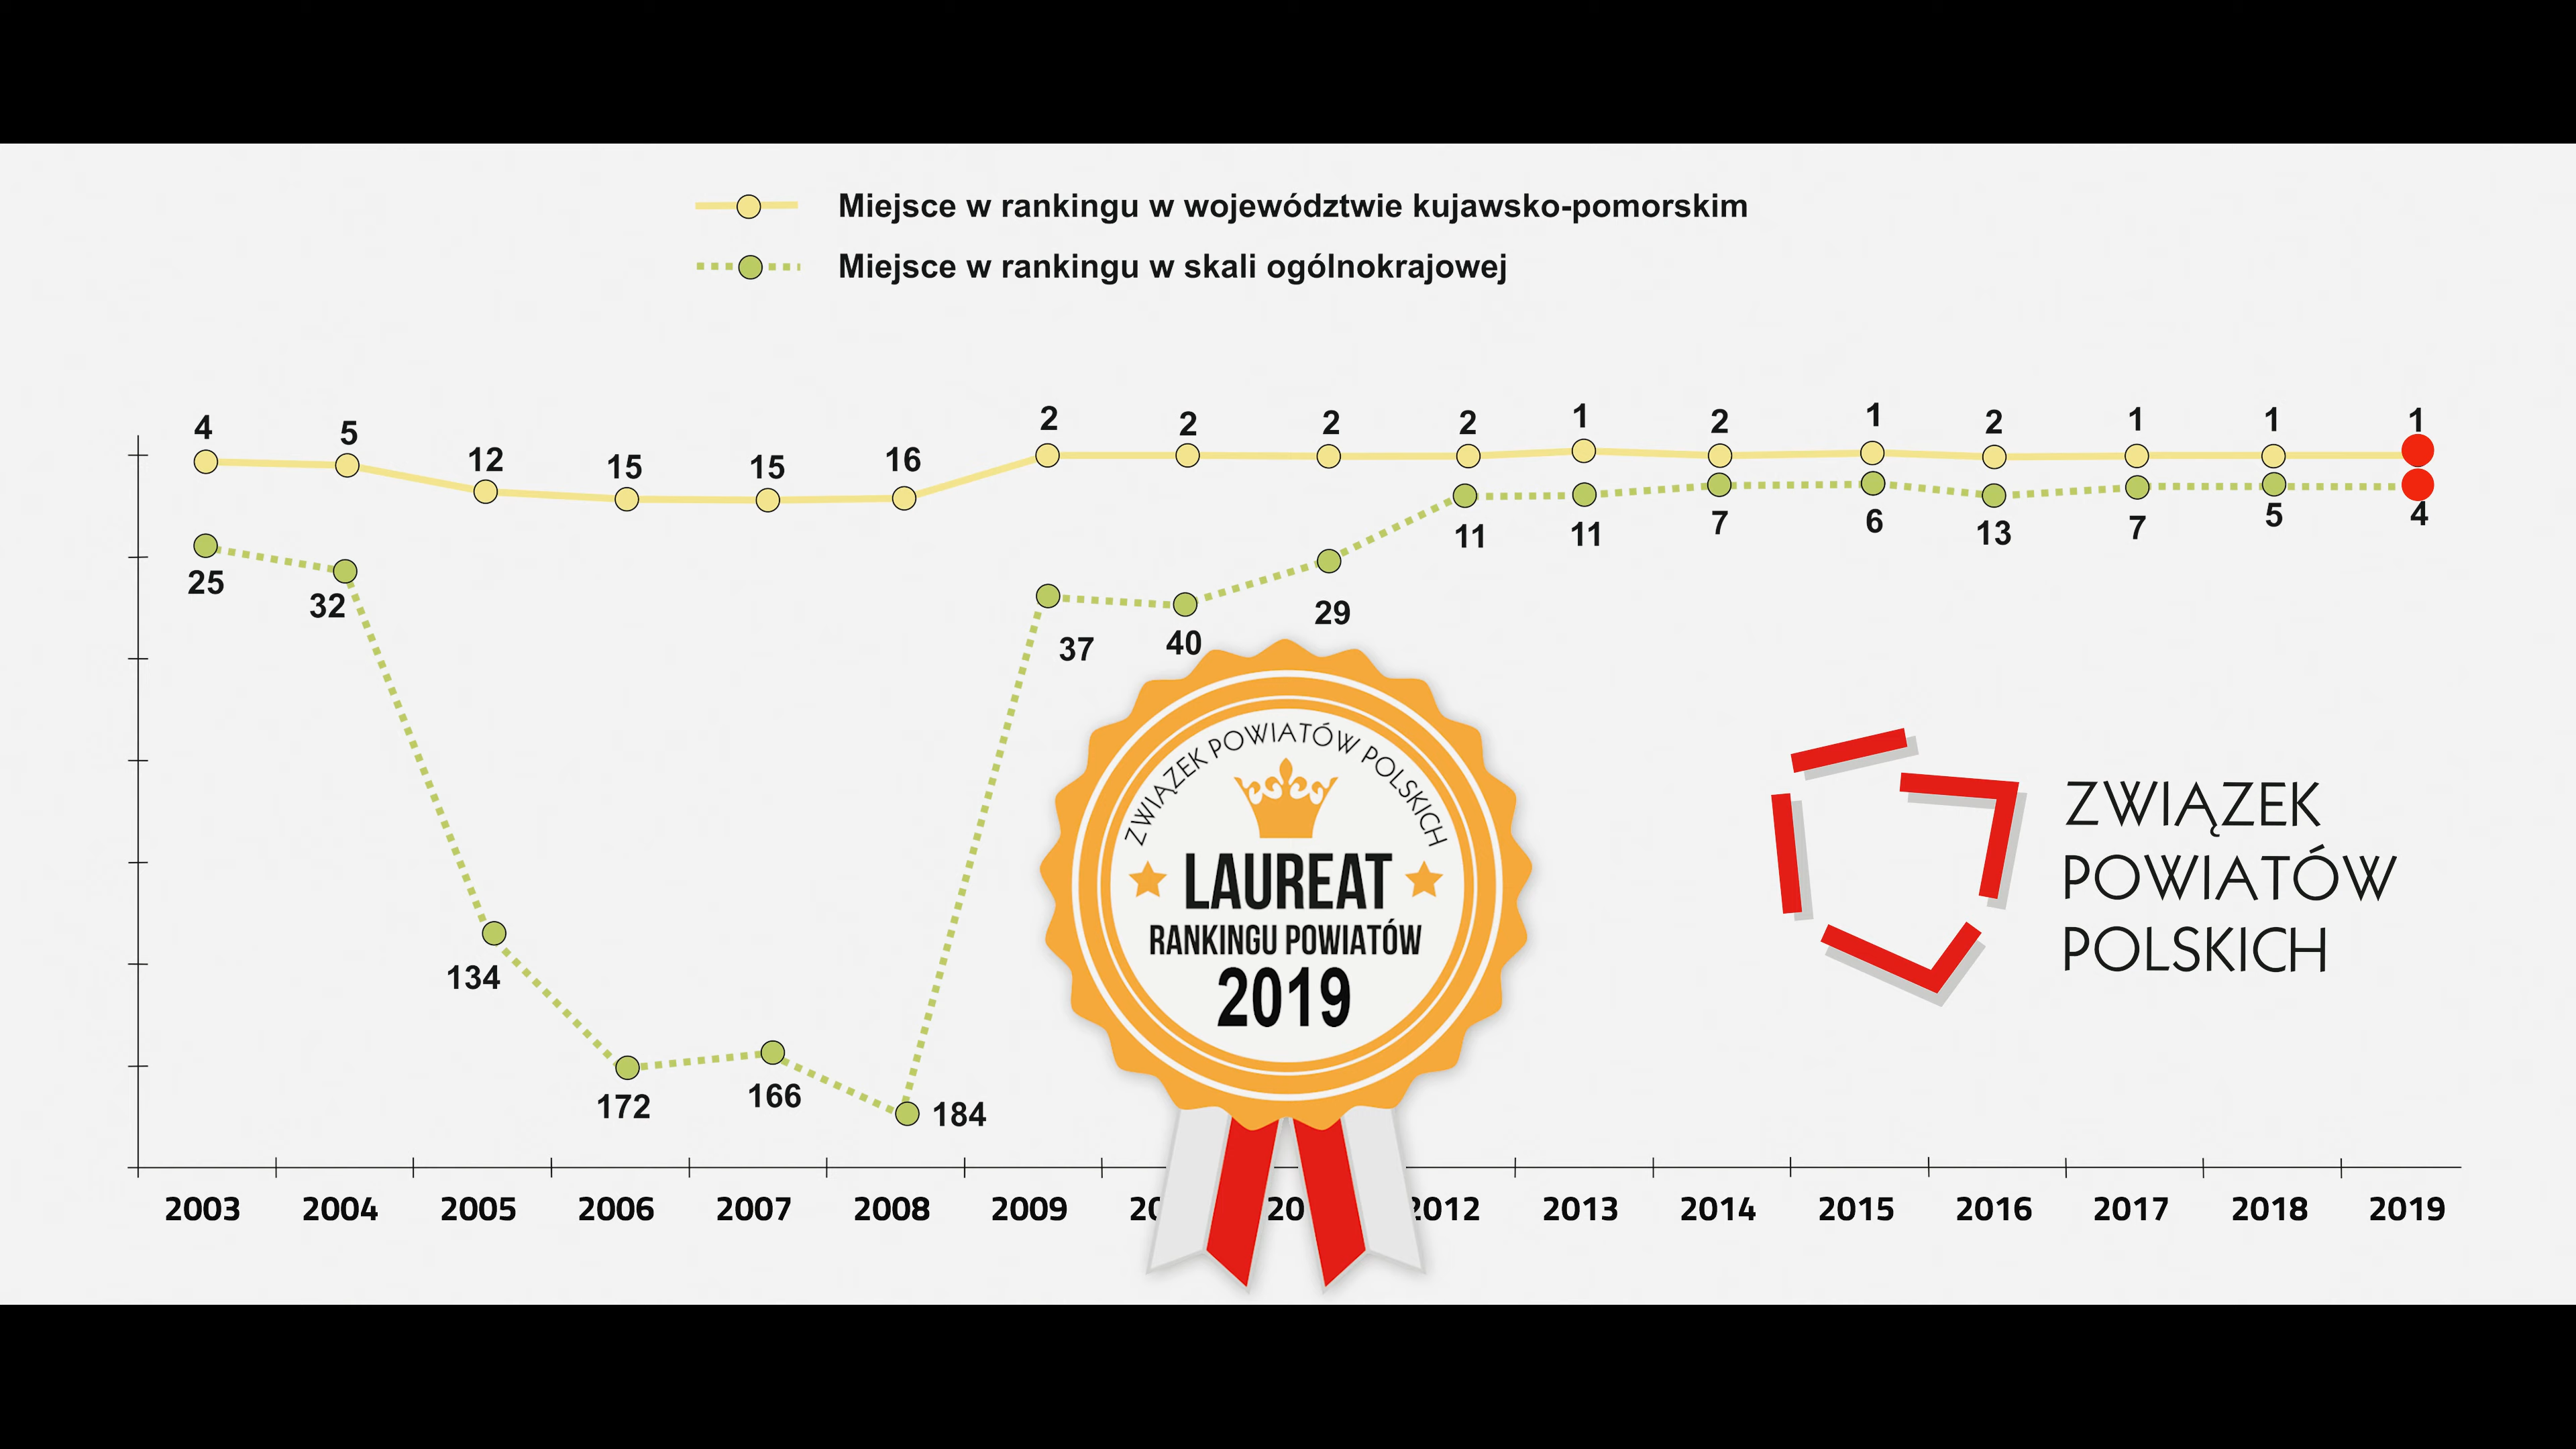 Miejsce w rankingu w województwie kujawsko-pomorskim
Miejsce w rankingu w skali ogólnokrajowej
4 5 12 15 15 16 2 2 2 2 1 2 1 2 1 1 1
25 32 134 172 166 184 37 40 29 11 11 7 6 13 7 5 4
ZWIĄZEK POWIATÓW POLSKICH
LAUREAT
RANKINGU POWIATÓW
2019
ZWIĄZEK
POWIATÓW
POLSKICH
2003 2004 2005 2006 2007 2008 2009 20 20 2012 2013 2014 2015 2016 2017 2018 2019